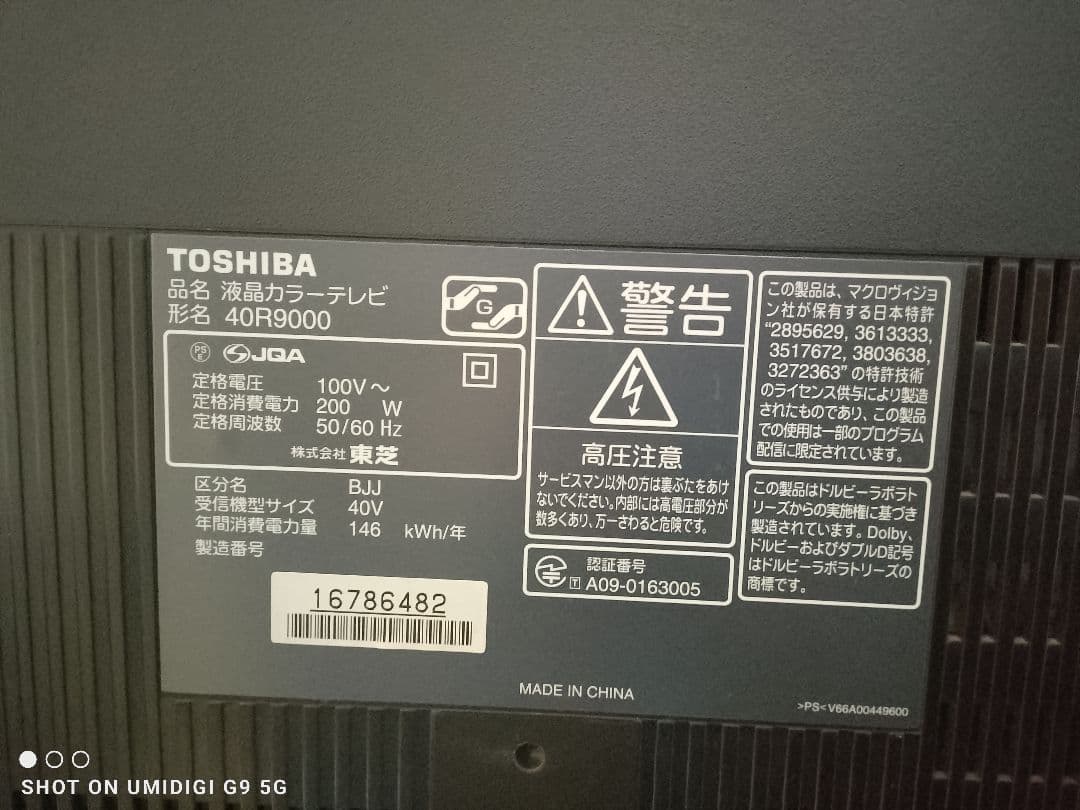 TOSHIBA
品名 液晶カラーテレビ
形名 40R9000
G
PS
E
JQA
定格電圧 100V～
定格消費電力 200 W
定格周波数 50/60 Hz
株式会社 東芝
区分名 BJJ
受信機型サイズ 40V
年間消費電力量 146 kWh/年
製造番号
16786482
警告
高圧注意
サービスマン以外の方は裏ぶたをあけ
ないでください。内部には高電圧部分が
数多くあり、万一さわると危険です。
認証番号
T A09-0163005
この製品は、マクロヴィジョ
ン社が保有する日本特許
“2895629, 3613333,
3517672, 3803638,
3272363” の特許技術
のライセンス供与により製造
されたものであり、この製品
での使用は一部のプログラム
配信に限定されています。
この製品はドルビーラボラト
リーズからの実施権に基づき
製造されています。Dolby、
ドルビーおよびダブルD記号
はドルビーラボラトリーズの
商標です。
MADE IN CHINA
>PS< V66A00449600
SHOT ON UMIDIGI G9 5G